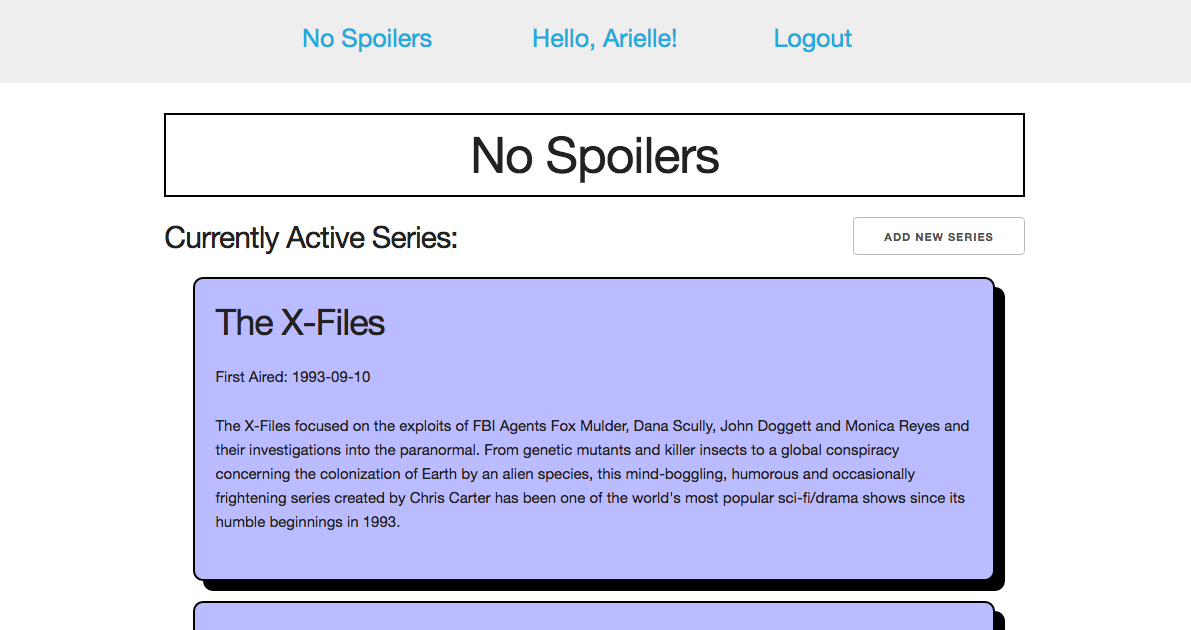 No Spoilers Hello, Arielle! Logout
No Spoilers
Currently Active Series: ADD NEW SERIES
The X-Files
First Aired: 1993-09-10
The X-Files focused on the exploits of FBI Agents Fox Mulder, Dana Scully, John Doggett and Monica Reyes and
their investigations into the paranormal. From genetic mutants and killer insects to a global conspiracy
concerning the colonization of Earth by an alien species, this mind-boggling, humorous and occasionally
frightening series created by Chris Carter has been one of the world's most popular sci-fi/drama shows since its
humble beginnings in 1993.